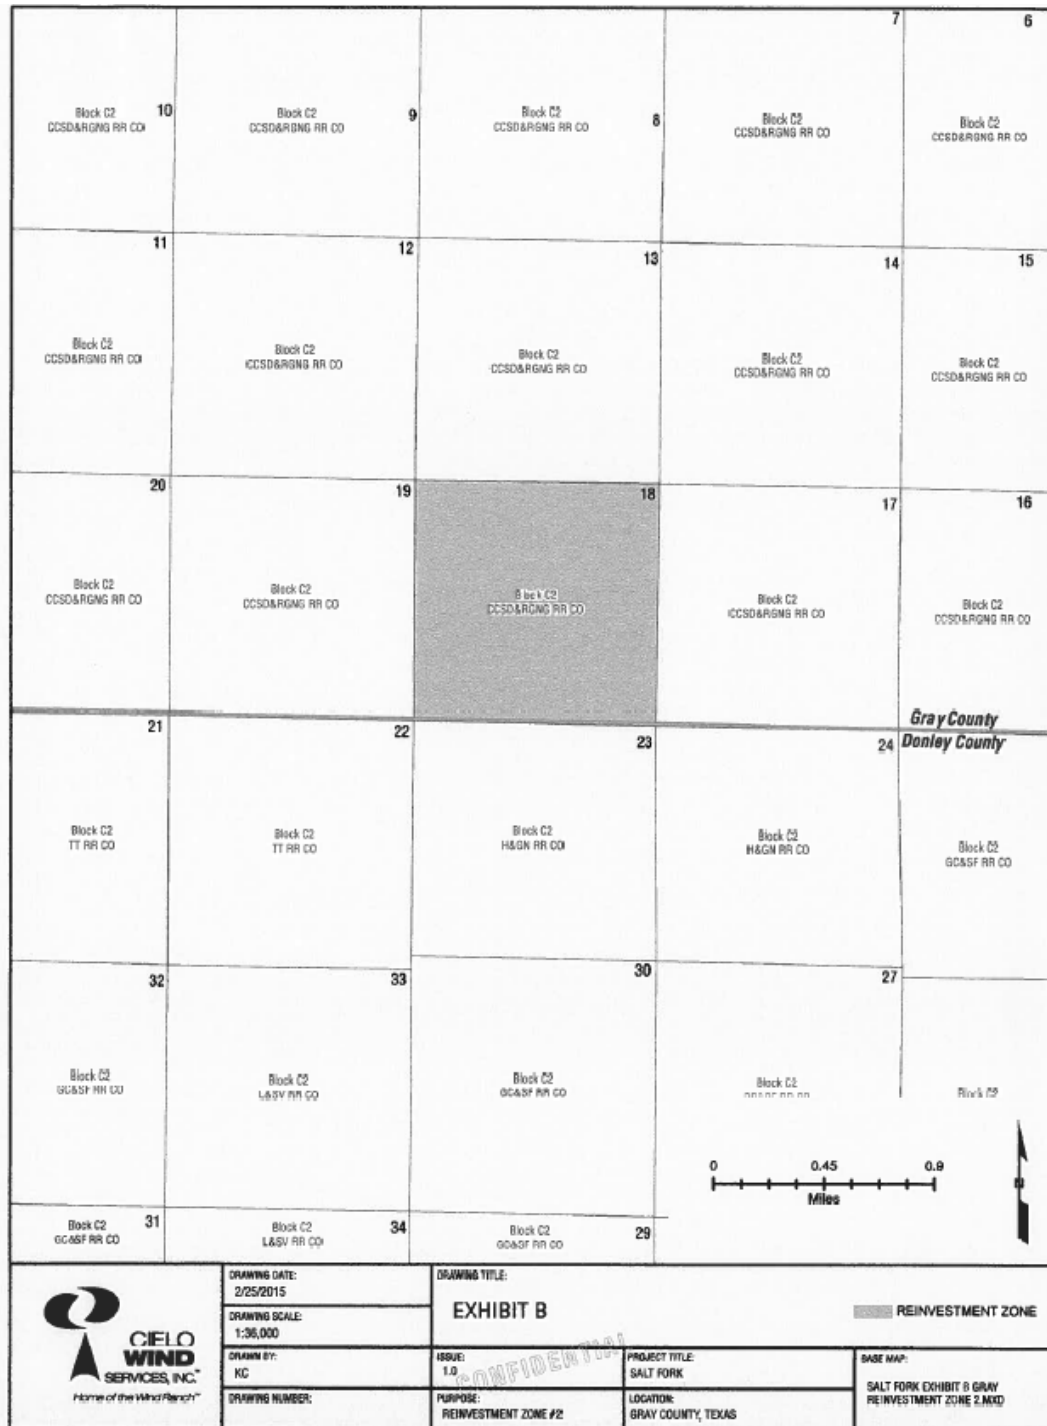 7
6
10
9
8
Block C2
CCSD&RGNG RR CO
Block C2
CCSD&RGNG RR CO
Block C2
CCSD&RGNG RR CO
Block C2
CCSD&RGNG RR CO
Block C2
CCSD&RGNG RR CO
11
12
13
14
15
Block C2
CCSD&RGNG RR CO
Block C2
CCSD&RGNG RR CO
Block C2
CCSD&RGNG RR CO
Block C2
CCSD&RGNG RR CO
Block C2
CCSD&RGNG RR CO
20
19
18
17
16
Block C2
CCSD&RGNG RR CO
Block C2
CCSD&RGNG RR CO
Block C2
CCSD&RGNG RR CO
Block C2
CCSD&RGNG RR CO
Block C2
CCSD&RGNG RR CO
Gray County
Donley County
21
22
23
24
Block C2
TT RR CO
Block C2
TT RR CO
Block C2
H&GN RR CO
Block C2
H&GN RR CO
Block C2
GC&SF RR CO
32
33
30
27
Block C2
GC&SF RR CO
Block C2
L&SV RR CO
Block C2
GC&SF RR CO
Block C2
Block C2
0 0.45 0.9
Miles
N
31
34
29
Block C2
GC&SF RR CO
Block C2
L&SV RR CO
Block C2
GC&SF RR CO
CIELO
WIND
SERVICES, INC.™
Home of the Wind Ranch™
DRAWING DATE:
2/25/2015
DRAWING SCALE:
1:36,000
DRAWN BY:
KC
DRAWING NUMBER:
DRAWING TITLE:
EXHIBIT B
REINVESTMENT ZONE
ISSUE:
1.0
CONFIDENTIAL
PURPOSE:
REINVESTMENT ZONE #2
PROJECT TITLE:
SALT FORK
LOCATION:
GRAY COUNTY, TEXAS
BASE MAP:
SALT FORK EXHIBIT B GRAY
REINVESTMENT ZONE 2.MXD